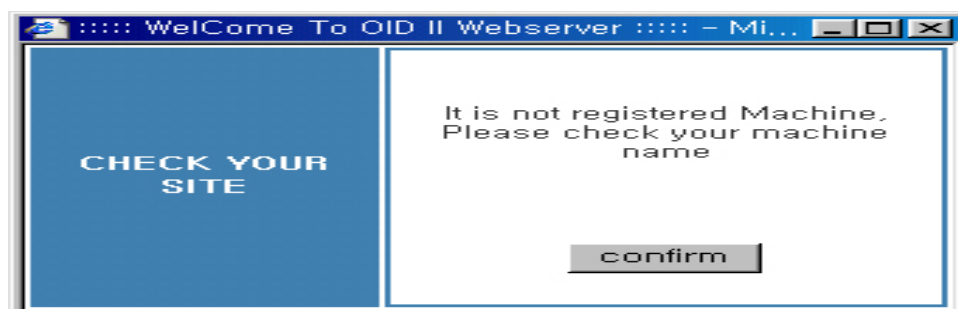 ::::: WelCome To OID II Webserver ::::: - Mi...
CHECK YOUR
SITE
It is not registered Machine,
Please check your machine
name
confirm